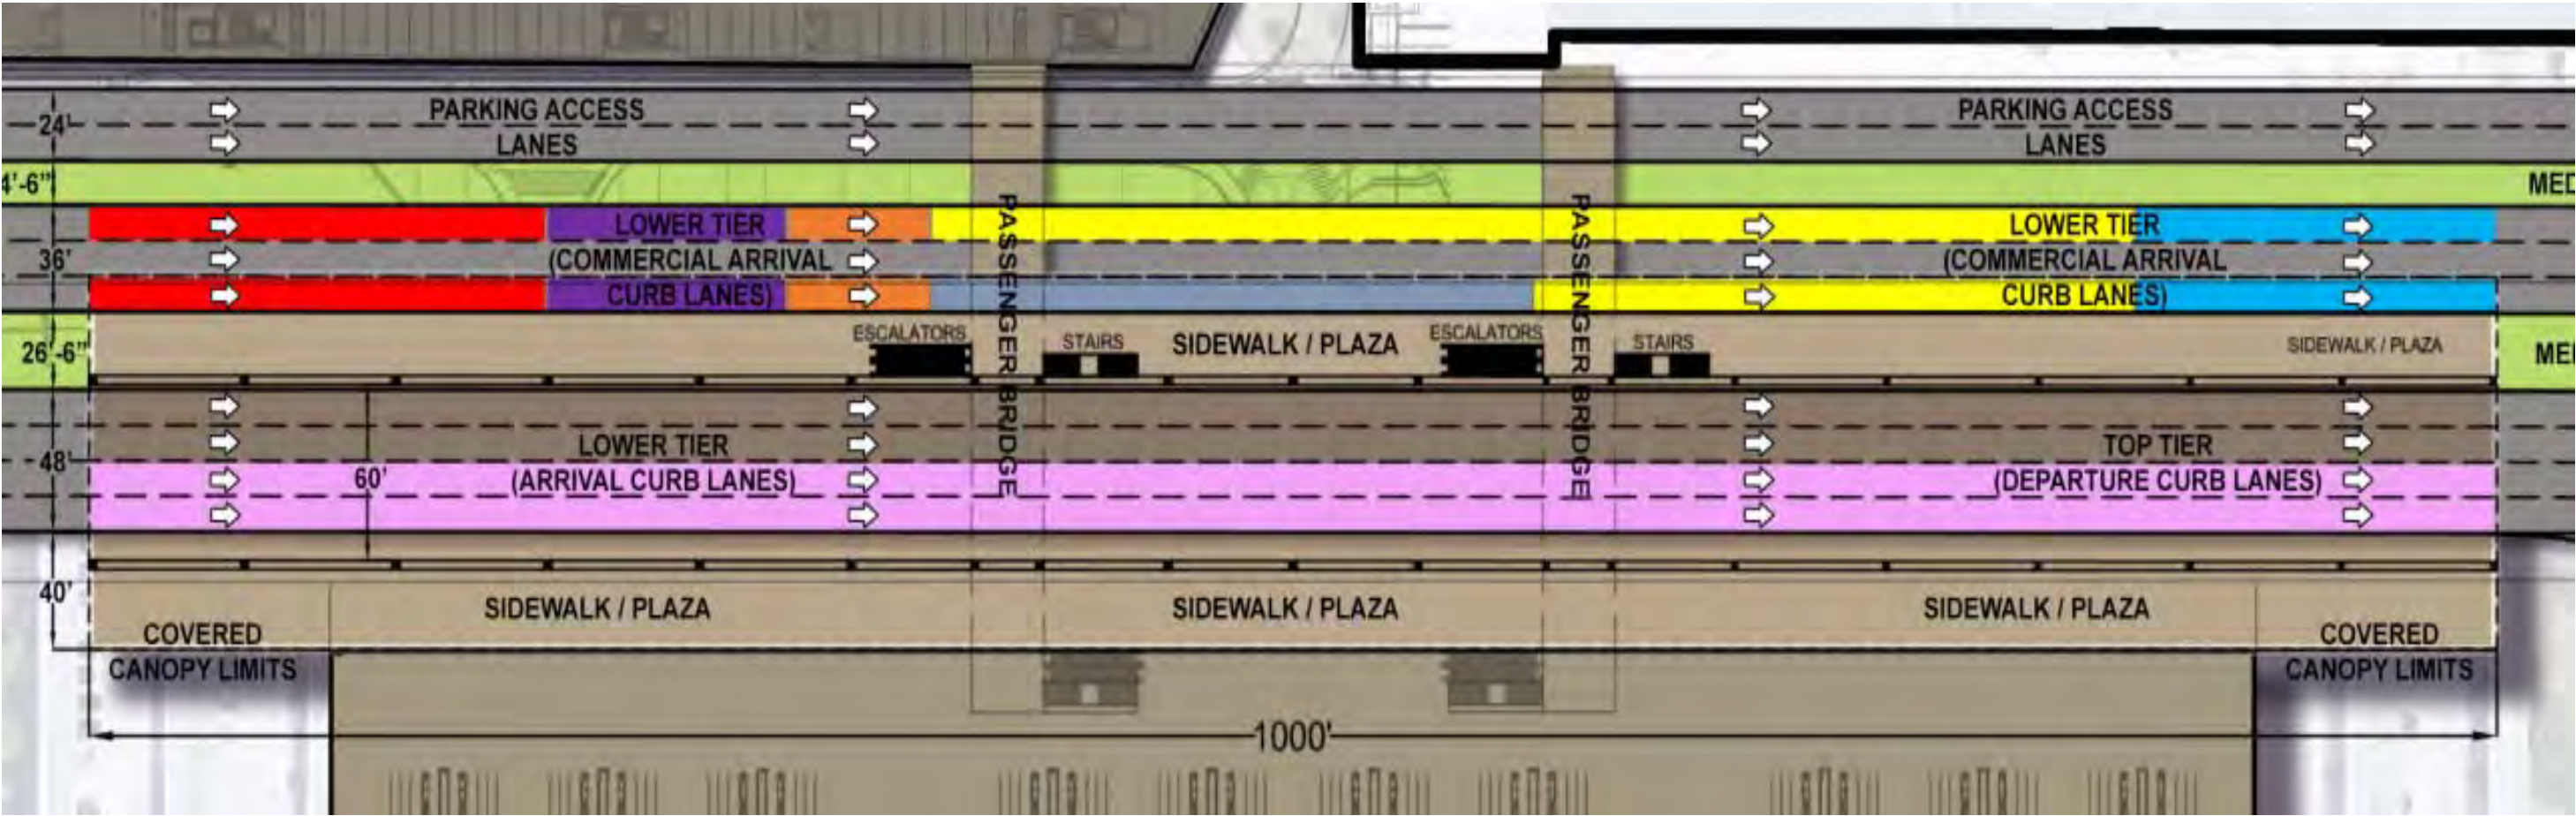 PARKING ACCESS
LANES
PARKING ACCESS
LANES
24'
4'-6"
MED
LOWER TIER
(COMMERCIAL ARRIVAL
CURB LANES)
LOWER TIER
(COMMERCIAL ARRIVAL
CURB LANES)
36'
PASSENGER BRIDGE
PASSENGER BRIDGE
26'-6"
ESCALATORS
STAIRS
SIDEWALK / PLAZA
ESCALATORS
STAIRS
SIDEWALK / PLAZA
MED
48'
60'
LOWER TIER
(ARRIVAL CURB LANES)
TOP TIER
(DEPARTURE CURB LANES)
40'
SIDEWALK / PLAZA
SIDEWALK / PLAZA
SIDEWALK / PLAZA
COVERED
CANOPY LIMITS
COVERED
CANOPY LIMITS
1000'